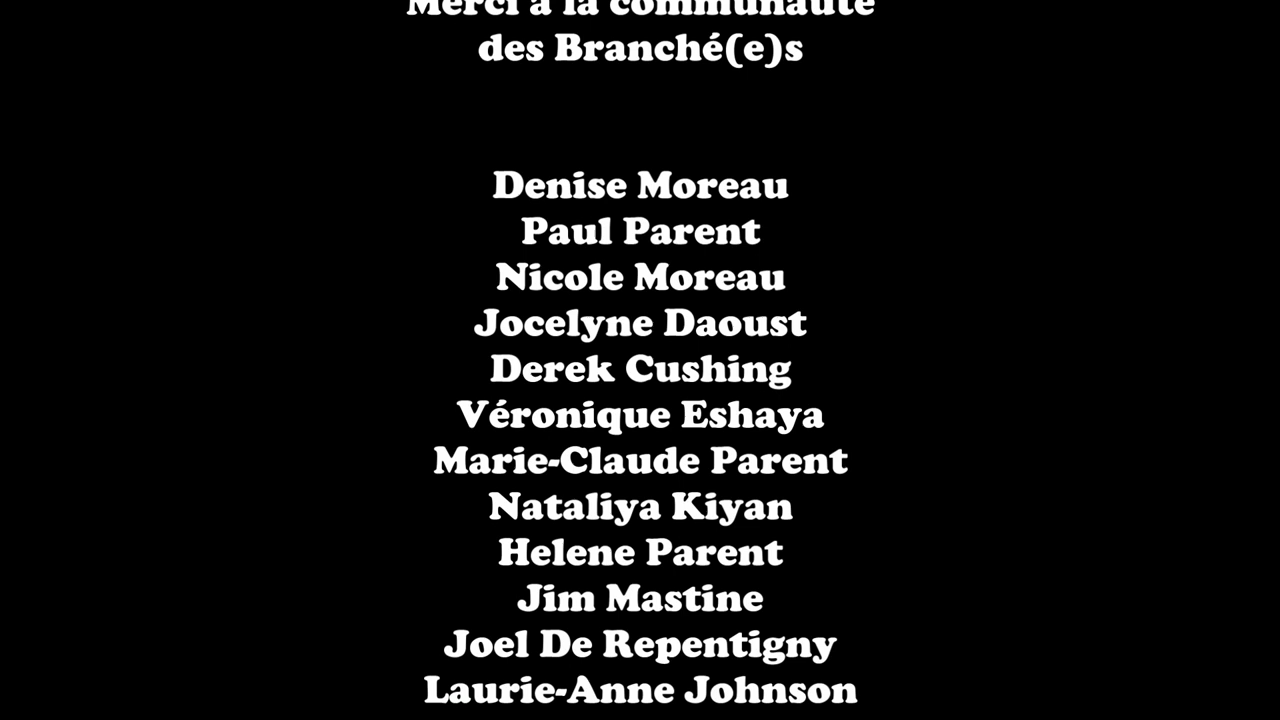 Merci à la communauté
des Branché(e)s
Denise Moreau
Paul Parent
Nicole Moreau
Jocelyne Daoust
Derek Cushing
Véronique Eshaya
Marie-Claude Parent
Nataliya Kiyan
Helene Parent
Jim Mastine
Joel De Repentigny
Laurie-Anne Johnson